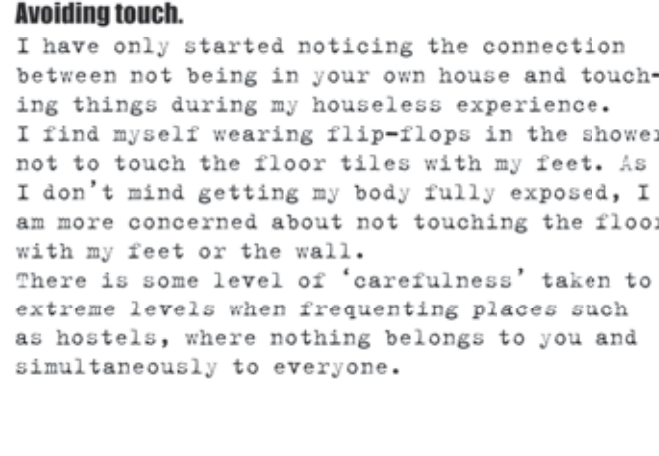 Avoiding touch.
I have only started noticing the connection
between not being in your own house and touch-
ing things during my houseless experience.
I find myself wearing flip-flops in the shower
not to touch the floor tiles with my feet. As
I don't mind getting my body fully exposed, I
am more concerned about not touching the floor
with my feet or the wall.
There is some level of ‘carefulness’ taken to
extreme levels when frequenting places such
as hostels, where nothing belongs to you and
simultaneously to everyone.